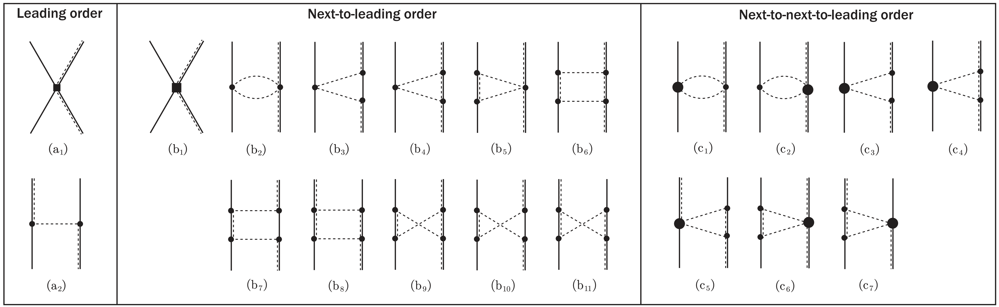 Leading order
Next-to-leading order
Next-to-next-to-leading order
(a₁)
(b₁)
(b₂)
(b₃)
(b₄)
(b₅)
(b₆)
(c₁)
(c₂)
(c₃)
(c₄)
(a₂)
(b₇)
(b₈)
(b₉)
(b₁₀)
(b₁₁)
(c₅)
(c₆)
(c₇)